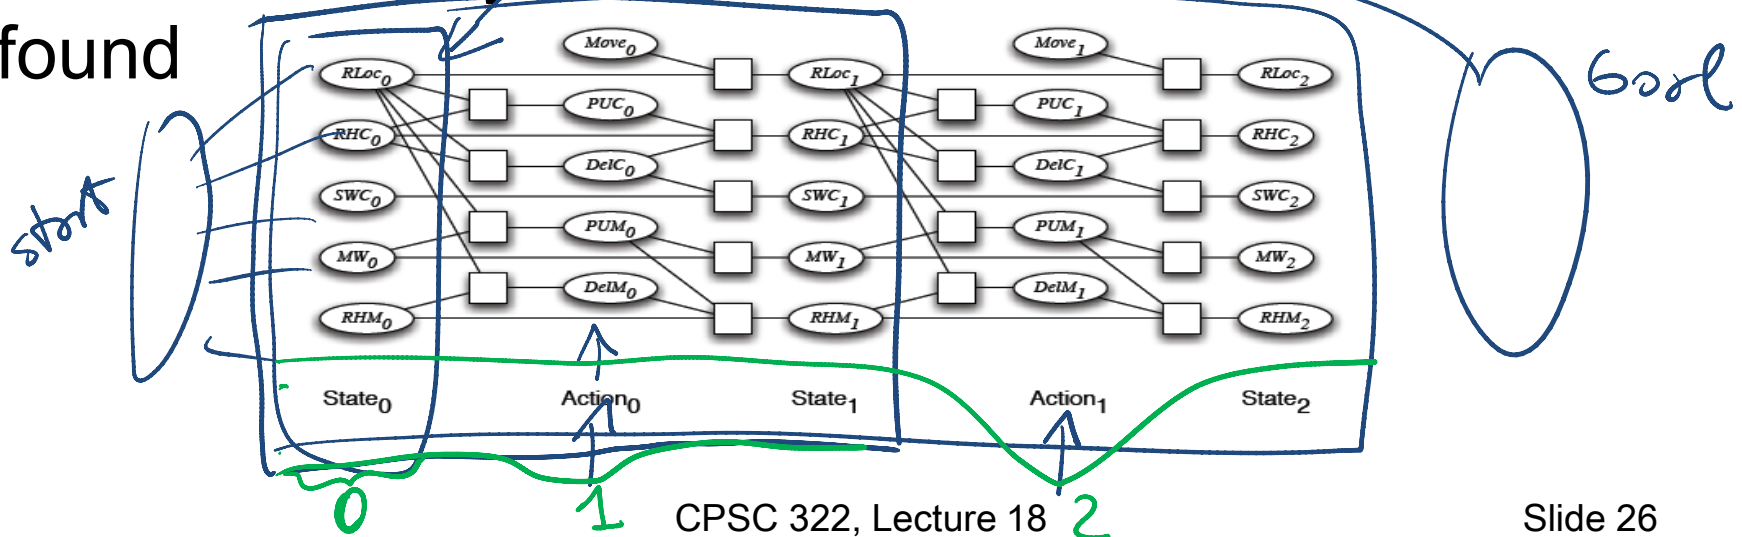 found
Goal
start
Move₀ Move₁
RLoc₀ RLoc₁ RLoc₂
PUC₀ PUC₁
RHC₀ RHC₁ RHC₂
DelC₀ DelC₁
SWC₀ SWC₁ SWC₂
PUM₀ PUM₁
MW₀ MW₁ MW₂
DelM₀ DelM₁
RHM₀ RHM₁ RHM₂
State₀ Action₀ State₁ Action₁ State₂
0 1 2
CPSC 322, Lecture 18 Slide 26